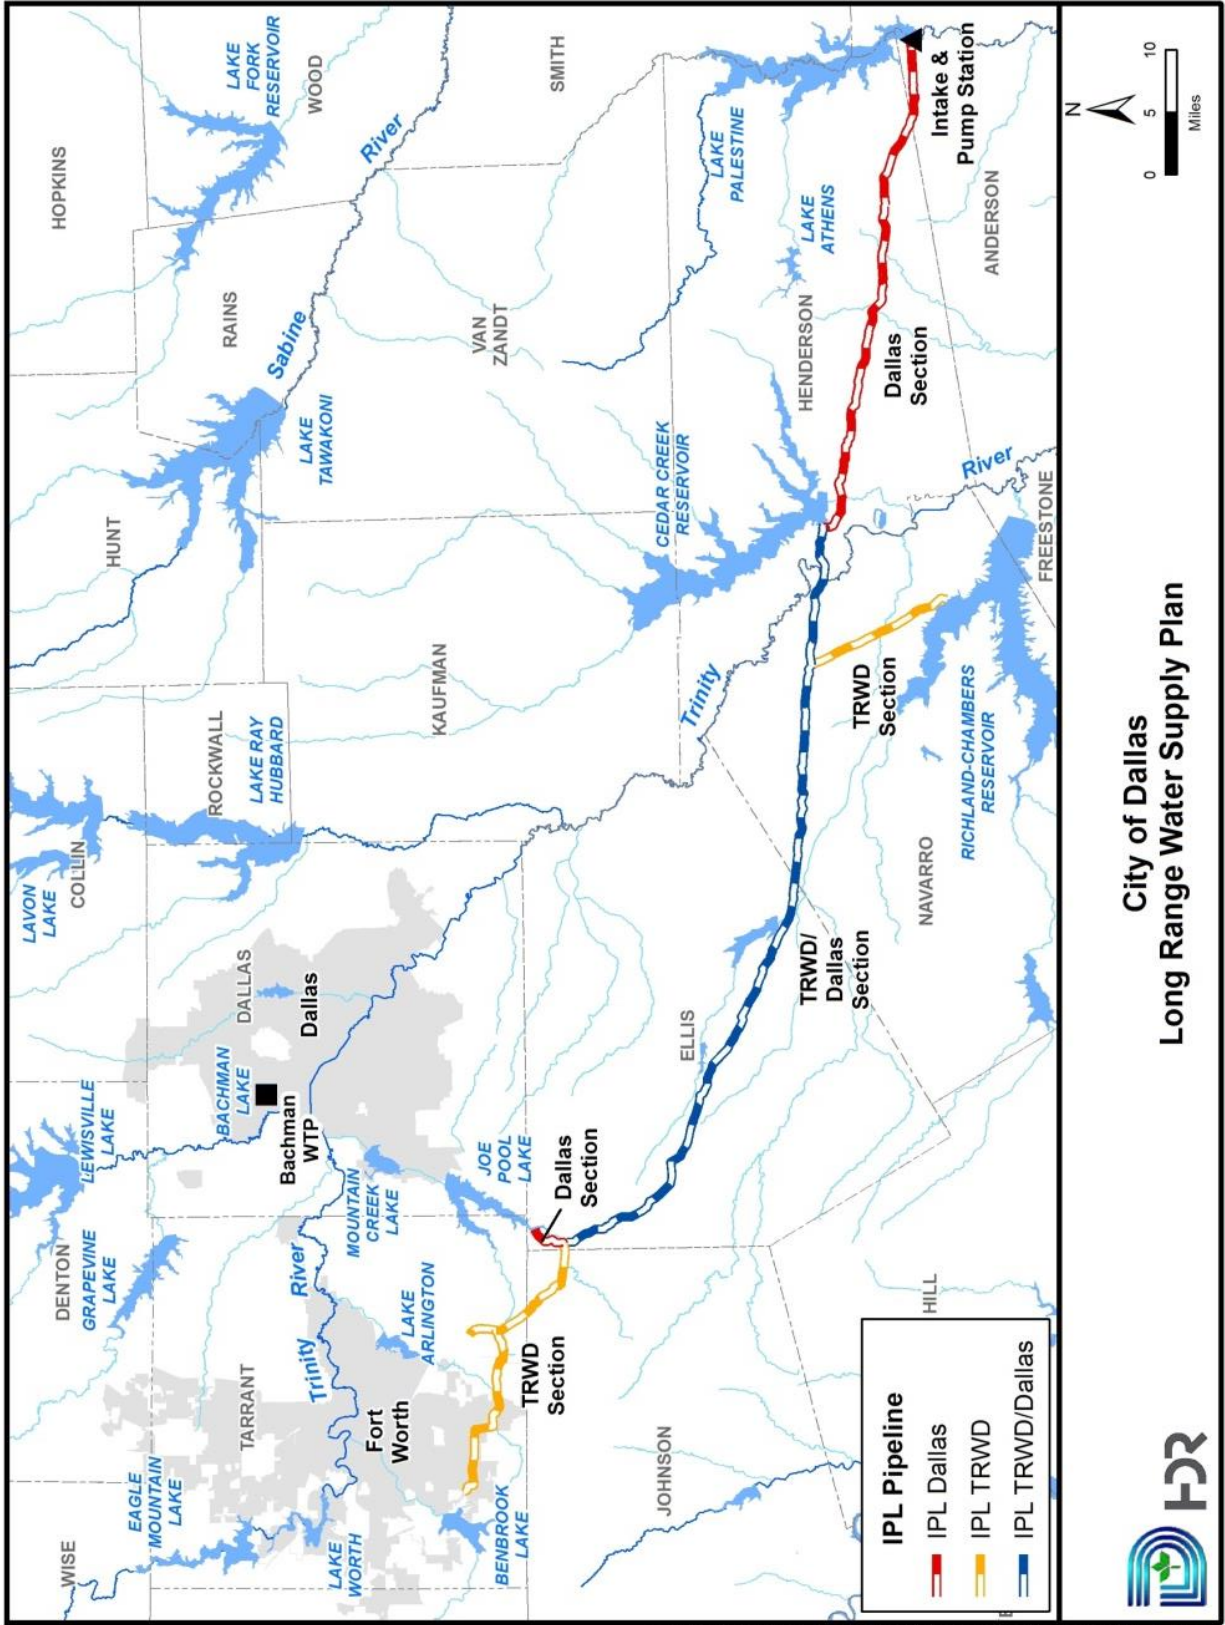 WISE
EAGLE
MOUNTAIN
LAKE
LAKE
WORTH
BENBROOK
LAKE
TARRANT
Fort
Worth
Trinity
River
DENTON
GRAPEVINE
LAKE
LAKE
ARLINGTON
LEWISVILLE
LAKE
MOUNTAIN
CREEK
LAKE
JOE
POOL
LAKE
BACHMAN
LAKE
Bachman
WTP
DALLAS
Dallas
LAVON
LAKE
COLLIN
ROCKWALL
LAKE RAY
HUBBARD
KAUFMAN
HUNT
HOPKINS
RAINS
LAKE
FORK
RESERVOIR
WOOD
LAKE
TAWAKONI
Sabine
River
VAN
ZANDT
SMITH
JOHNSON
TRWD
Section
Dallas
Section
ELLIS
HILL
TRWD/
Dallas
Section
NAVARRO
Trinity
TRWD
Section
RICHLAND-CHAMBERS
RESERVOIR
CEDAR CREEK
RESERVOIR
HENDERSON
River
FREESTONE
Dallas
Section
LAKE
ATHENS
LAKE
PALESTINE
ANDERSON
Intake &
Pump Station
IPL Pipeline
IPL Dallas
IPL TRWD
IPL TRWD/Dallas
HDR
City of Dallas
Long Range Water Supply Plan
N
0 5 10
Miles